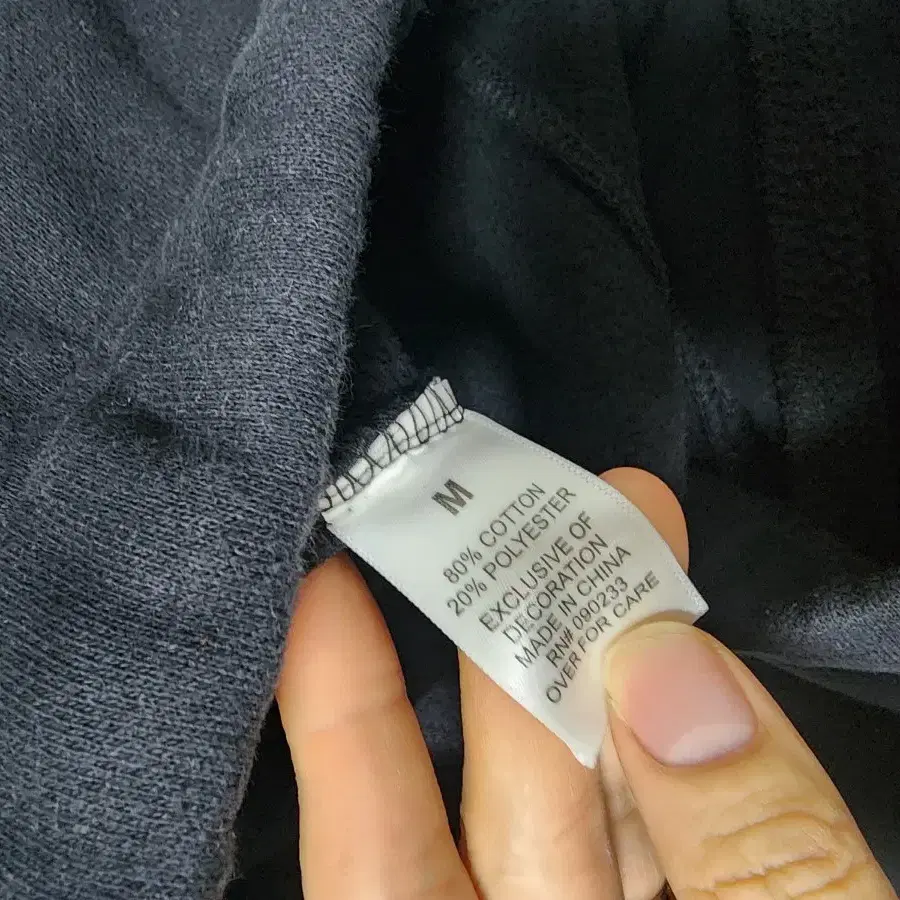 M
80% COTTON
20% POLYESTER
EXCLUSIVE OF
DECORATION
MADE IN CHINA
RN# 090233
OVER FOR CARE